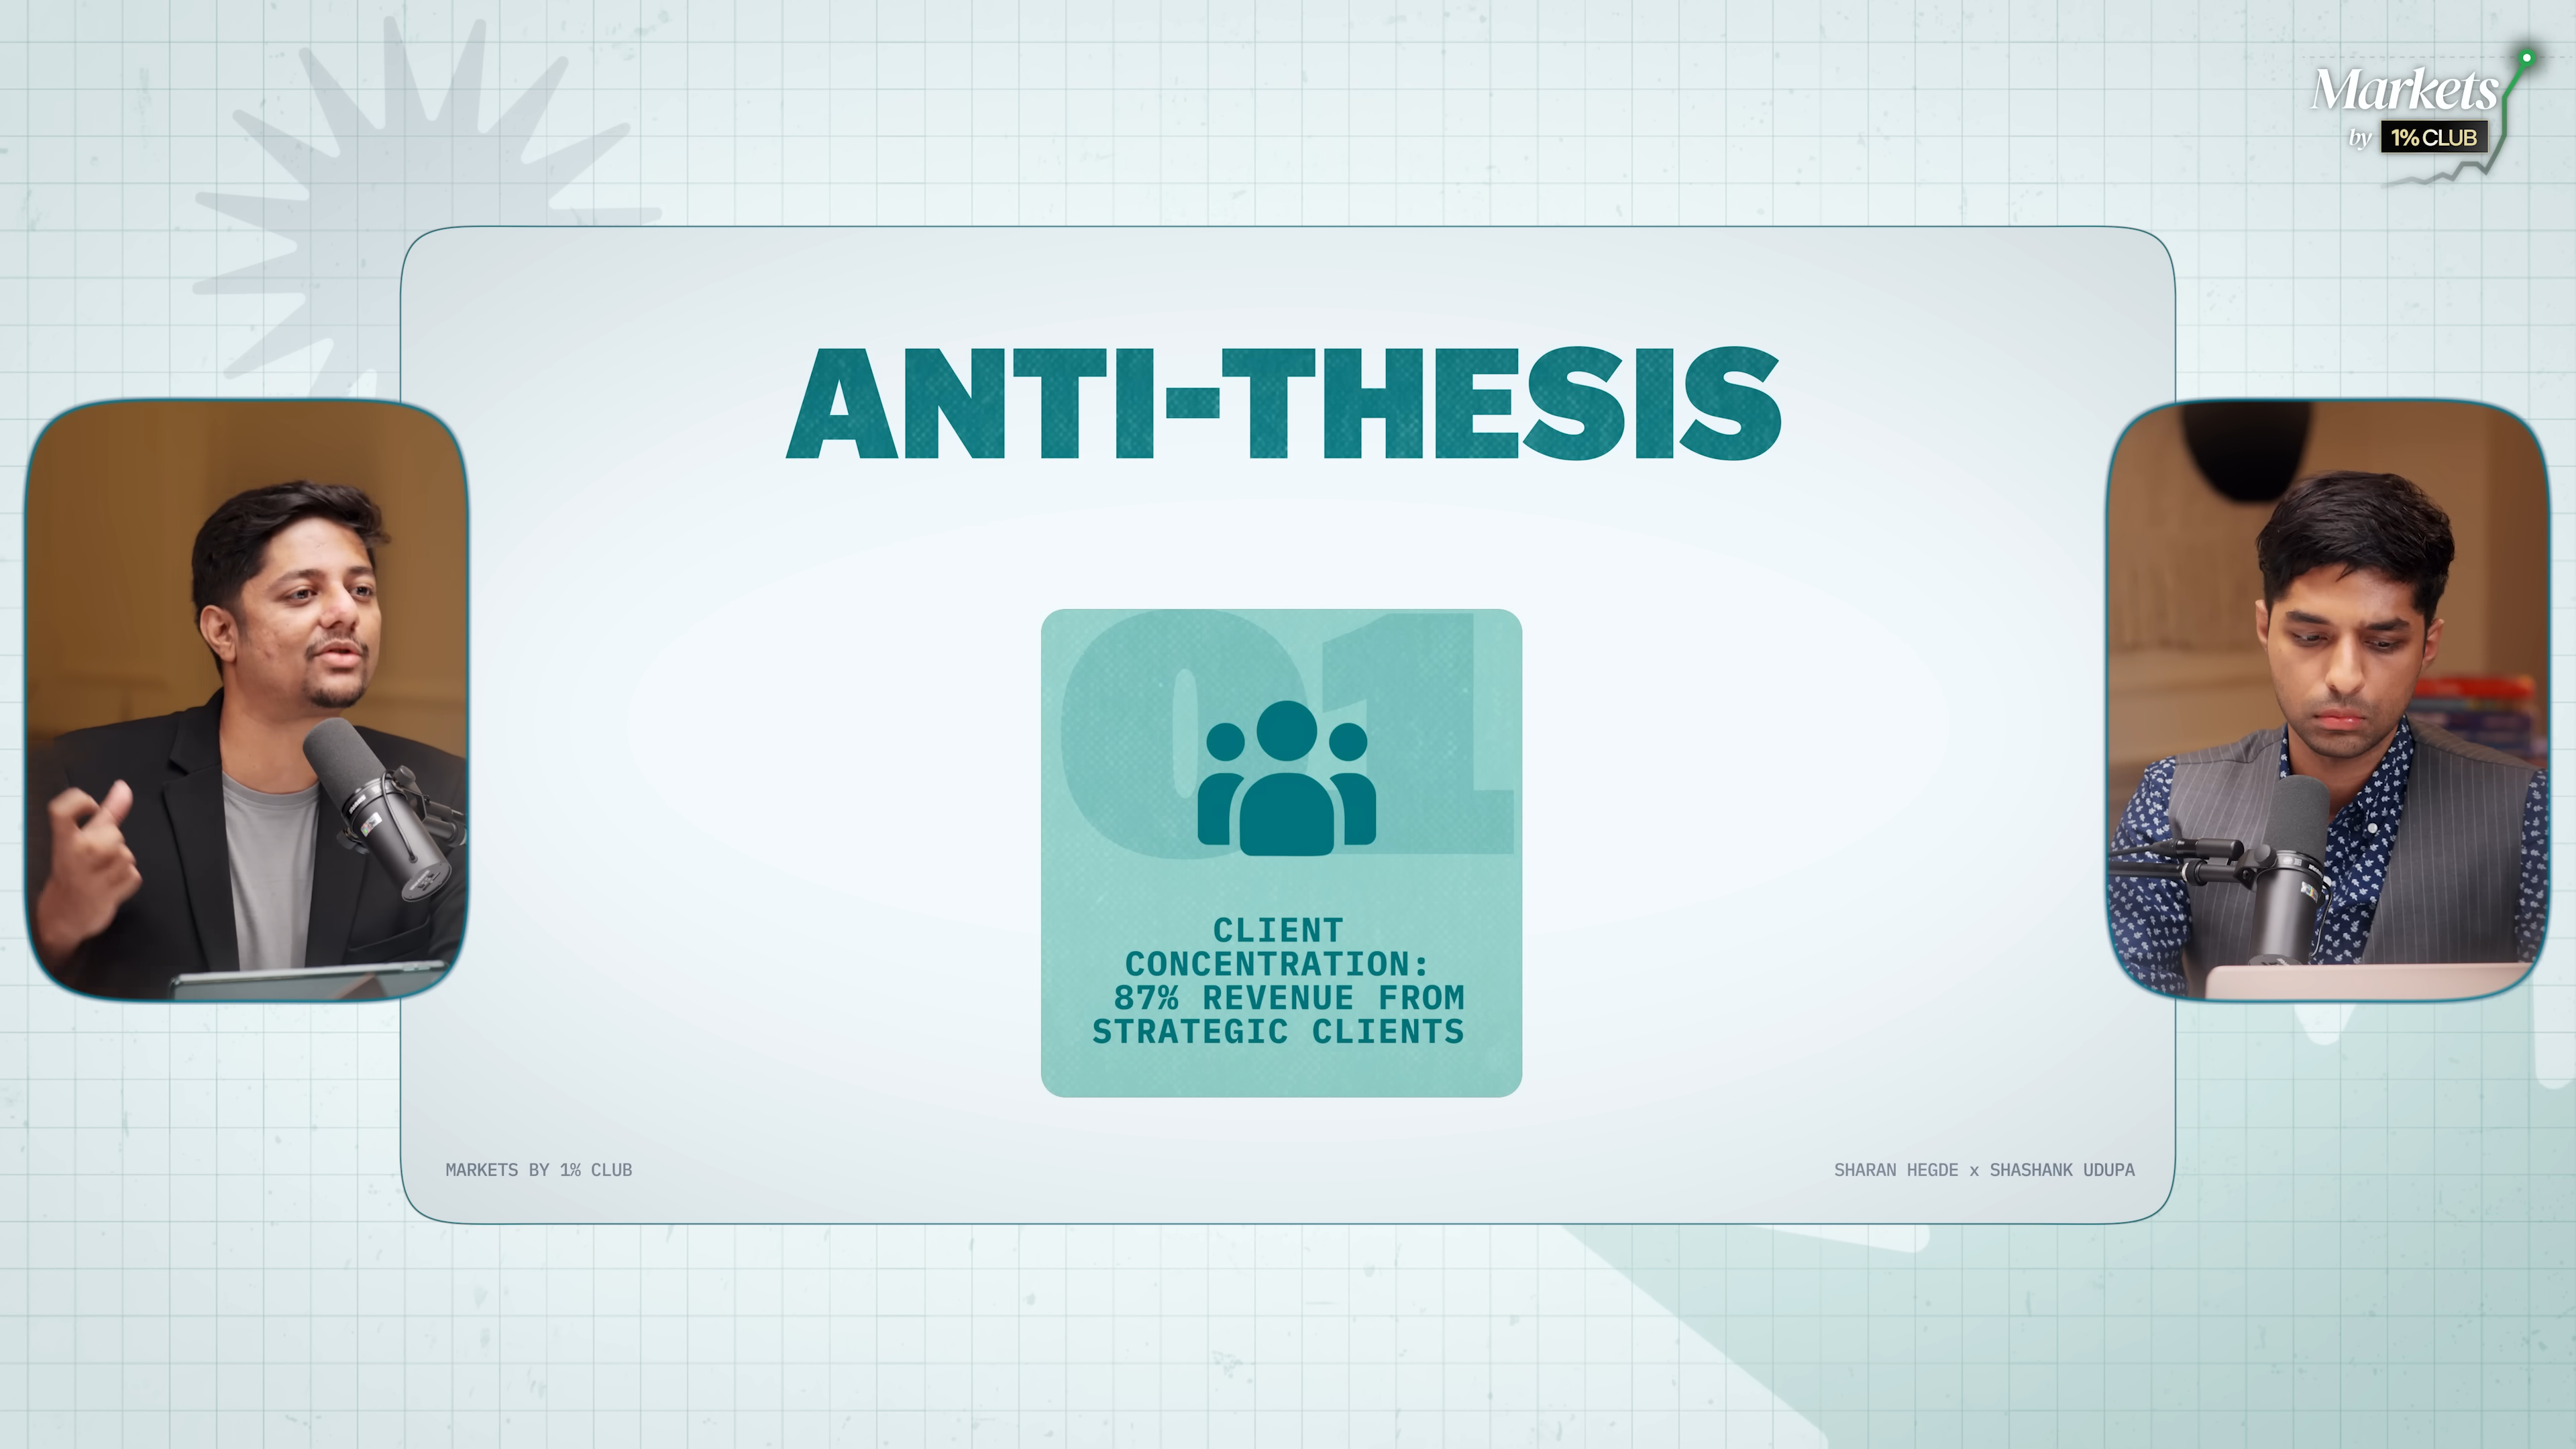 Markets
by 1% CLUB
ANTI-THESIS
01
CLIENT
CONCENTRATION:
87% REVENUE FROM
STRATEGIC CLIENTS
MARKETS BY 1% CLUB
SHARAN HEGDE x SHASHANK UDUPA